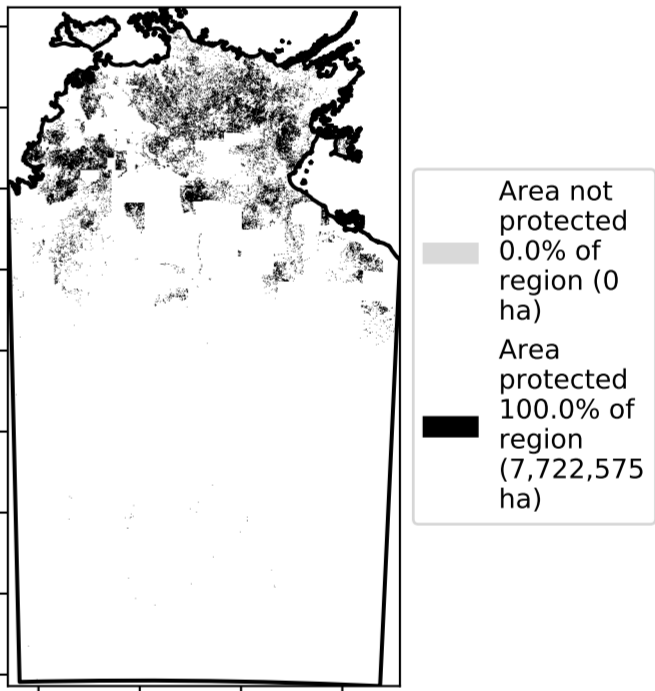 Area not
protected
0.0% of
region (0
ha)
Area
protected
100.0% of
region
(7,722,575
ha)